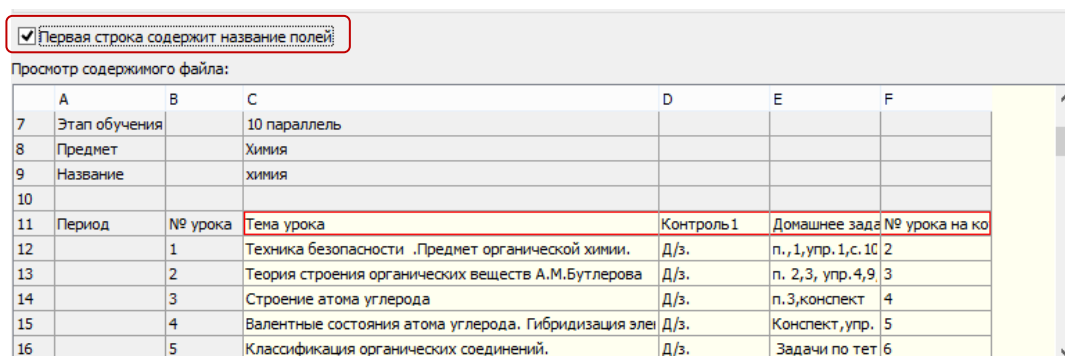 Первая строка содержит название полей
Просмотр содержимого файла:
A B C D E F
7 Этап обучения 10 параллель
8 Предмет Химия
9 Название химия
10
11 Период № урока Тема урока Контроль1 Домашнее зада № урока на ко
12 1 Техника безопасности .Предмет органической химии. Д/з. п.,1,упр.1,с.10 2
13 2 Теория строения органических веществ А.М.Бутлерова Д/з. п. 2,3, упр.4,9, 3
14 3 Строение атома углерода Д/з. п.3,конспект 4
15 4 Валентные состояния атома углерода. Гибридизация элек Д/з. Конспект,упр. 5
16 5 Классификация органических соединений. Д/з. Задачи по тет 6